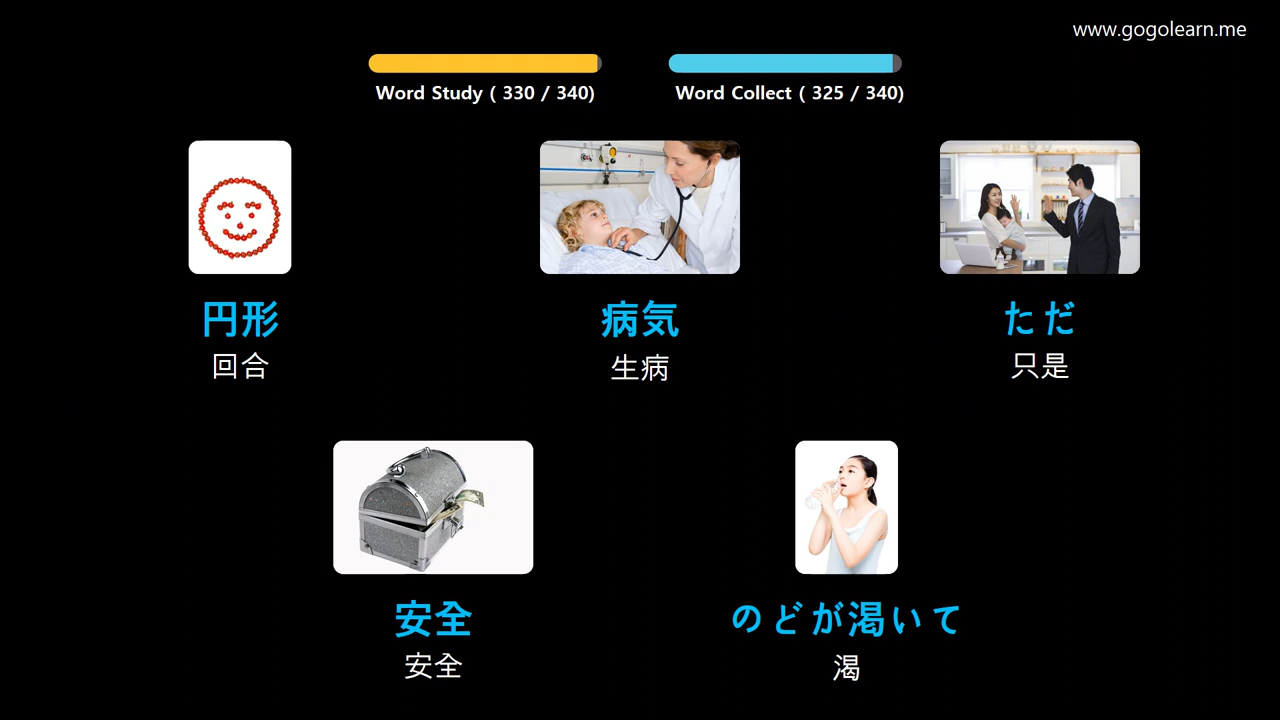 www.gogolearn.me
Word Study ( 330 / 340)
Word Collect ( 325 / 340)
円形
回合
病気
生病
ただ
只是
安全
安全
のどが渇いて
渴